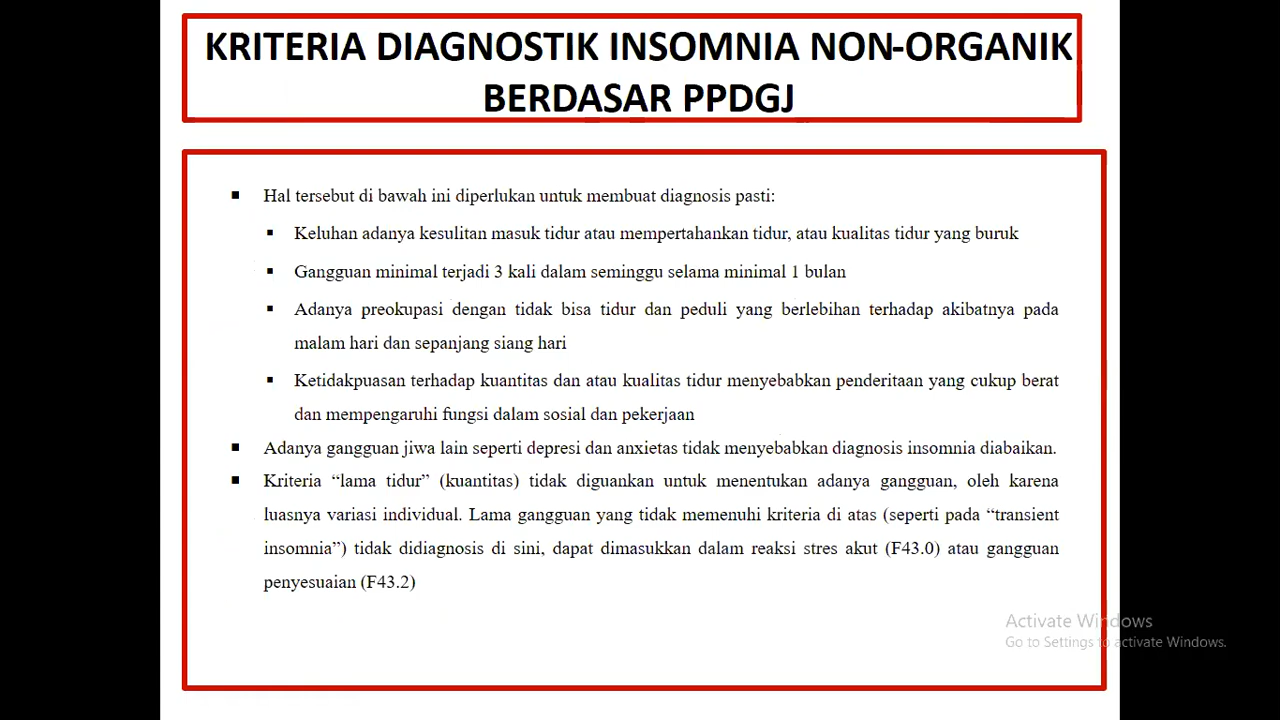 KRITERIA DIAGNOSTIK INSOMNIA NON-ORGANIK
BERDASAR PPDGJ
Hal tersebut di bawah ini diperlukan untuk membuat diagnosis pasti:
Keluhan adanya kesulitan masuk tidur atau mempertahankan tidur, atau kualitas tidur yang buruk
Gangguan minimal terjadi 3 kali dalam seminggu selama minimal 1 bulan
Adanya preokupasi dengan tidak bisa tidur dan peduli yang berlebihan terhadap akibatnya pada
malam hari dan sepanjang siang hari
Ketidakpuasan terhadap kuantitas dan atau kualitas tidur menyebabkan penderitaan yang cukup berat
dan mempengaruhi fungsi dalam sosial dan pekerjaan
Adanya gangguan jiwa lain seperti depresi dan anxietas tidak menyebabkan diagnosis insomnia diabaikan.
Kriteria “lama tidur” (kuantitas) tidak diguankan untuk menentukan adanya gangguan, oleh karena
luasnya variasi individual. Lama gangguan yang tidak memenuhi kriteria di atas (seperti pada “transient
insomnia”) tidak didiagnosis di sini, dapat dimasukkan dalam reaksi stres akut (F43.0) atau gangguan
penyesuaian (F43.2)
Activate Windows
Go to Settings to activate Windows.